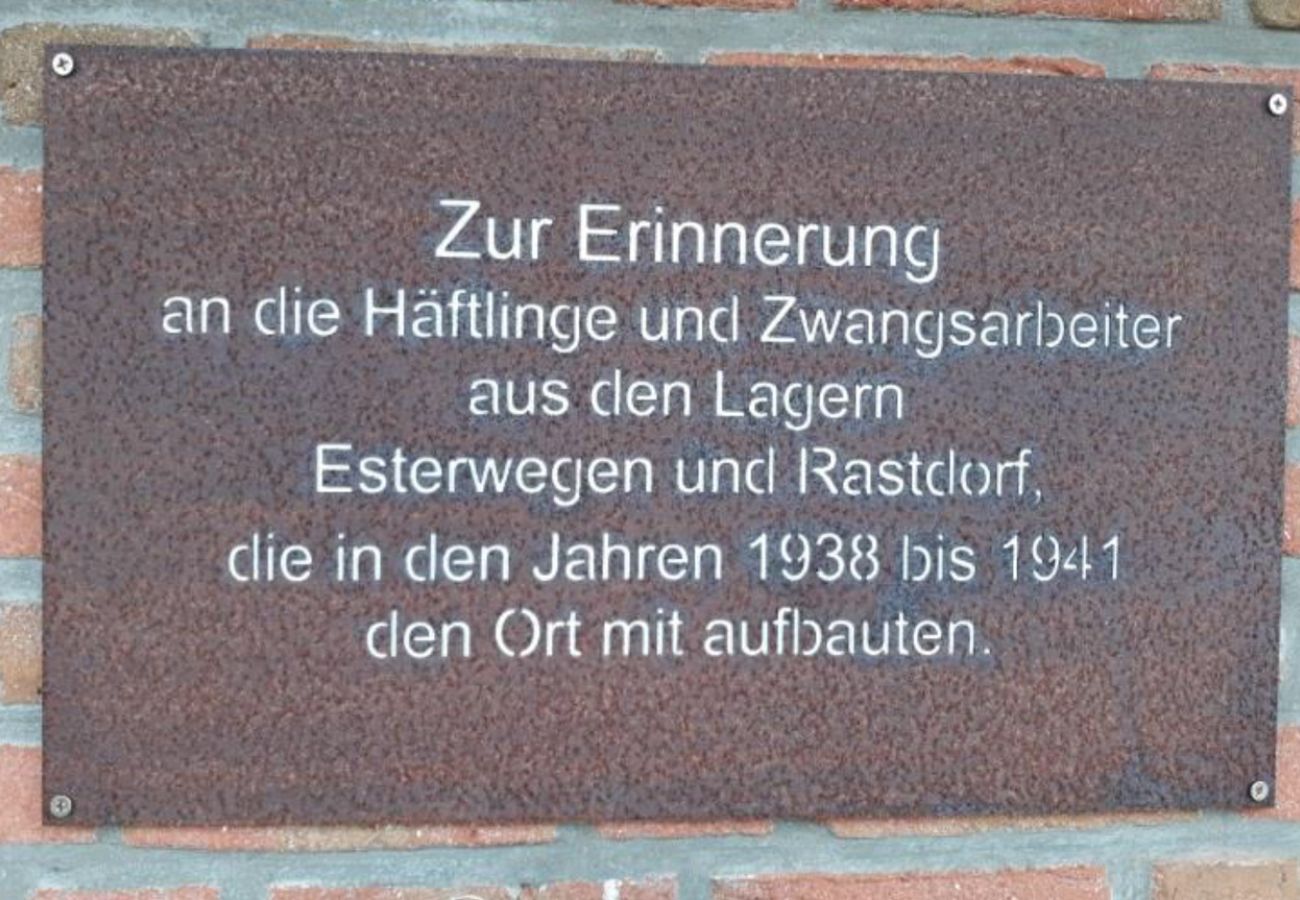 Zur Erinnerung
an die Häftlinge und Zwangsarbeiter
aus den Lagern
Esterwegen und Rastdorf,
die in den Jahren 1938 bis 1941
den Ort mit aufbauten.